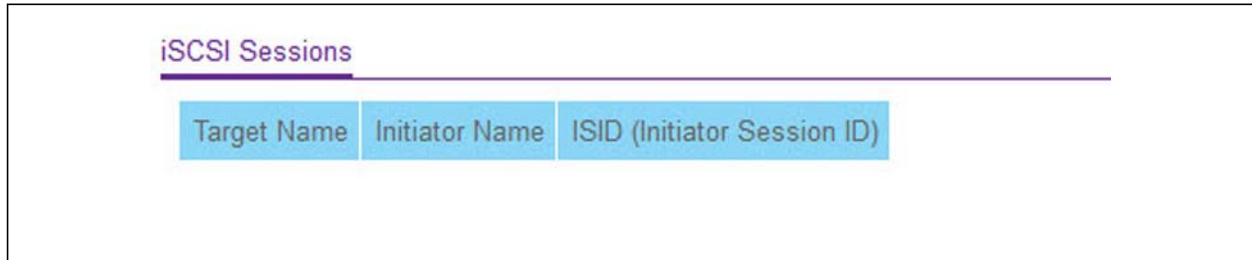 iSCSI Sessions
Target Name Initiator Name ISID (Initiator Session ID)